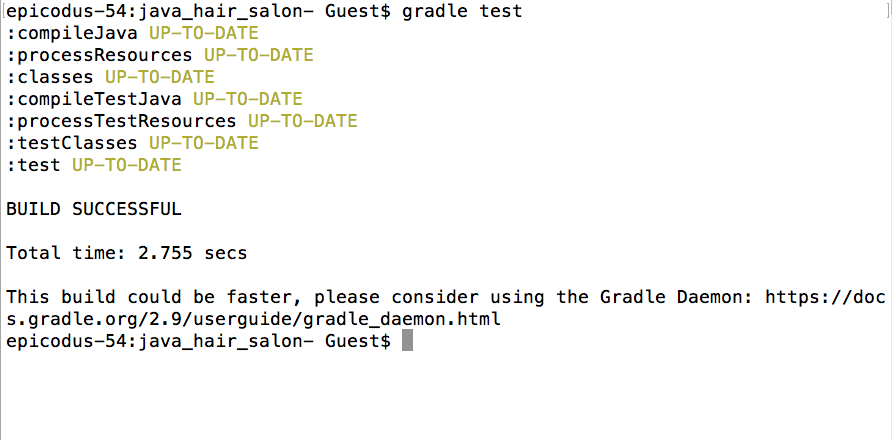 epicodus-54:java_hair_salon- Guest$ gradle test
:compileJava UP-TO-DATE
:processResources UP-TO-DATE
:classes UP-TO-DATE
:compileTestJava UP-TO-DATE
:processTestResources UP-TO-DATE
:testClasses UP-TO-DATE
:test UP-TO-DATE
BUILD SUCCESSFUL
Total time: 2.755 secs
This build could be faster, please consider using the Gradle Daemon: https://doc
s.gradle.org/2.9/userguide/gradle_daemon.html
epicodus-54:java_hair_salon- Guest$